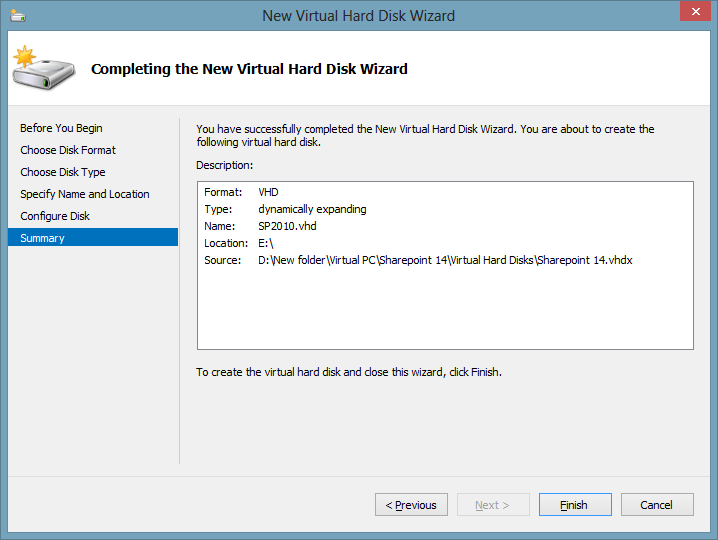 New Virtual Hard Disk Wizard
Completing the New Virtual Hard Disk Wizard
Before You Begin
Choose Disk Format
Choose Disk Type
Specify Name and Location
Configure Disk
Summary
You have successfully completed the New Virtual Hard Disk Wizard. You are about to create the
following virtual hard disk.
Description:
Format: VHD
Type: dynamically expanding
Name: SP2010.vhd
Location: E:\
Source: D:\New folder\Virtual PC\Sharepoint 14\Virtual Hard Disks\Sharepoint 14.vhdx
To create the virtual hard disk and close this wizard, click Finish.
< Previous Next > Finish Cancel